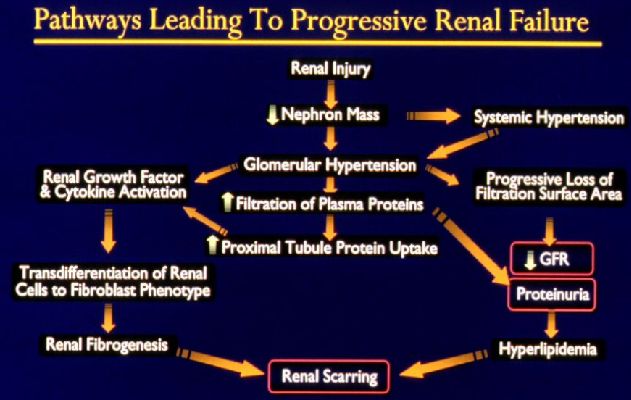 Pathways Leading To Progressive Renal Failure
Renal Injury
Nephron Mass
Systemic Hypertension
Glomerular Hypertension
Renal Growth Factor
& Cytokine Activation
Progressive Loss of
Filtration Surface Area
Filtration of Plasma Proteins
Proximal Tubule Protein Uptake
GFR
Transdifferentiation of Renal
Cells to Fibroblast Phenotype
Proteinuria
Renal Fibrogenesis
Hyperlipidemia
Renal Scarring